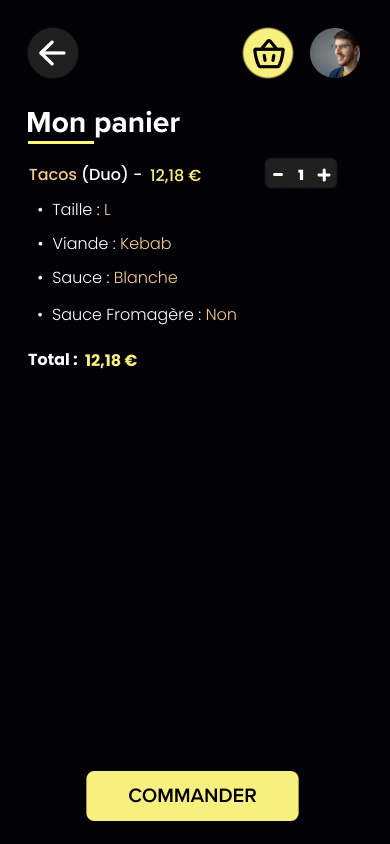 Mon panier
Tacos (Duo) - 12,18 € - 1 +
• Taille : L
• Viande : Kebab
• Sauce : Blanche
• Sauce Fromagère : Non
Total : 12,18 €
COMMANDER